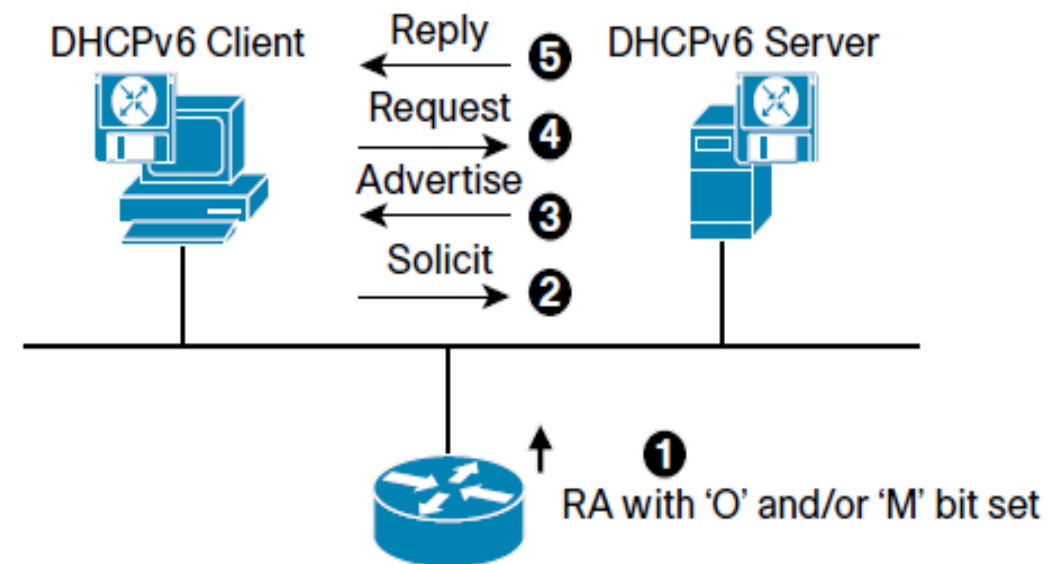 DHCPv6 Client
Reply
5
DHCPv6 Server
Request
4
Advertise
3
Solicit
2
1
RA with ‘O’ and/or ‘M’ bit set